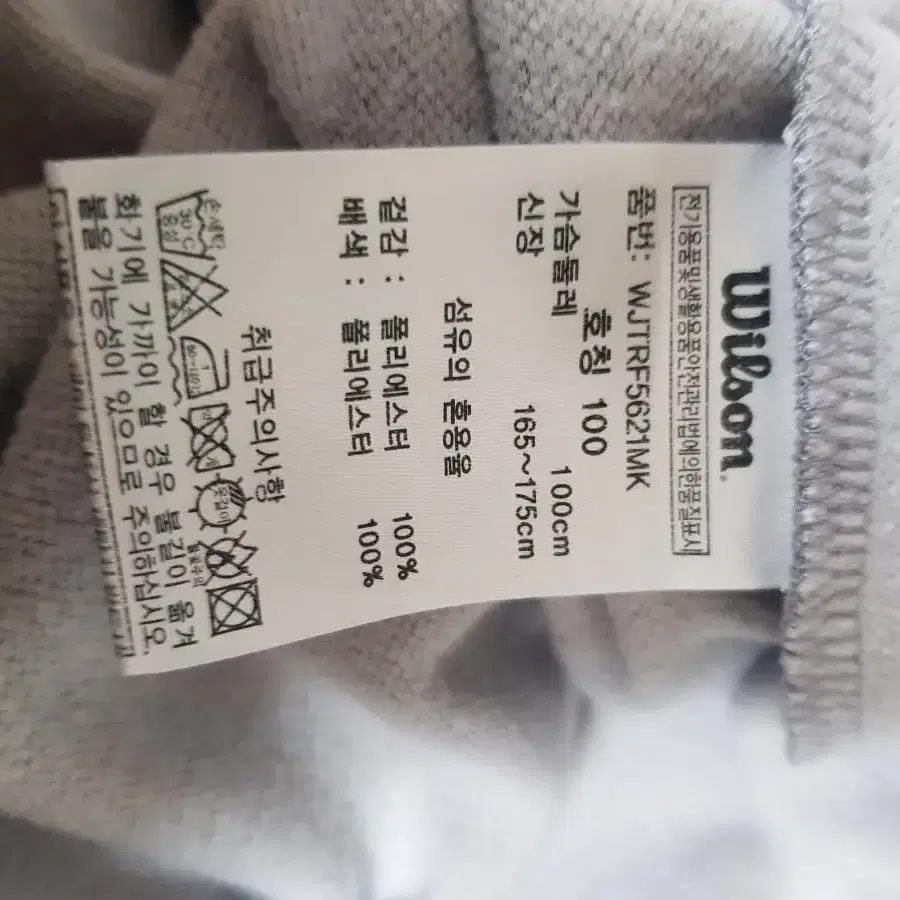 Wilson
전기용품및생활용품안전관리법에의한품질표시
품번: WJTRF5621MK
호칭 100
가슴둘레 100cm
신장 165~175cm
섬유의 혼용율
겉감 : 폴리에스터 100%
배색 : 폴리에스터 100%
취급주의사항
손세탁
30℃
중성
화기에 가까이 할 경우 불길이 옮겨
붙을 가능성이 있으므로 주의하십시오.